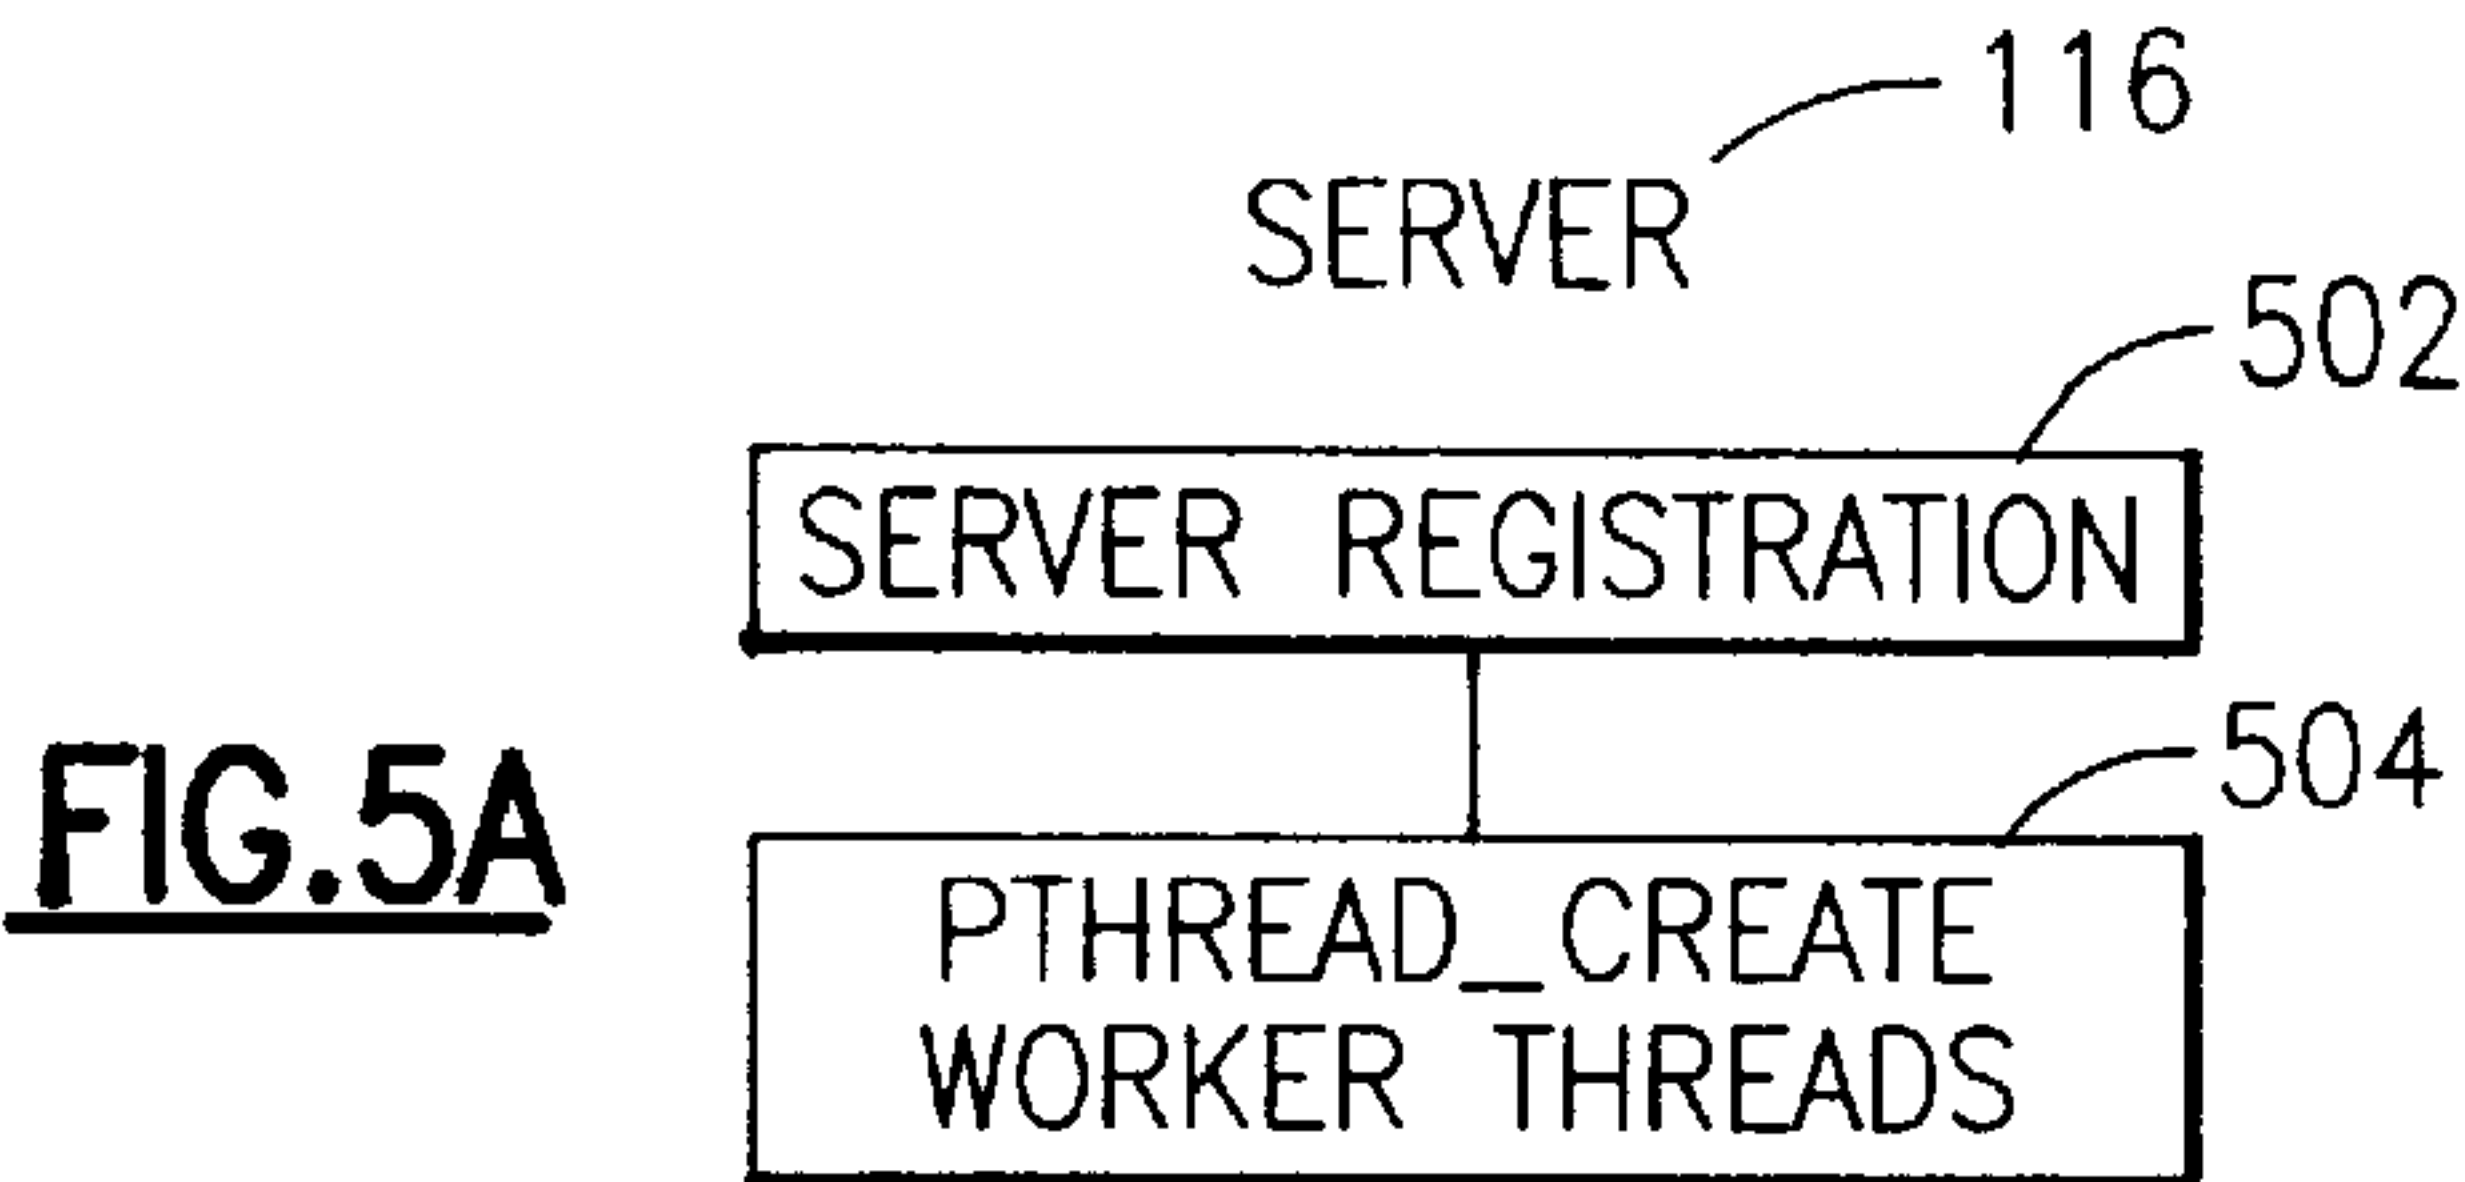 116
SERVER
502
SERVER REGISTRATION
504
FIG.5A
PTHREAD_CREATE
WORKER THREADS